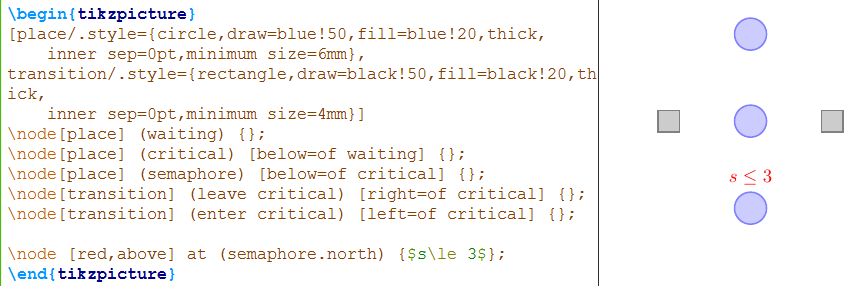 \begin{tikzpicture}
[place/.style={circle,draw=blue!50,fill=blue!20,thick,
inner sep=0pt,minimum size=6mm},
transition/.style={rectangle,draw=black!50,fill=black!20,th
ick,
inner sep=0pt,minimum size=4mm}]
\node[place] (waiting) {};
\node[place] (critical) [below=of waiting] {};
\node[place] (semaphore) [below=of critical] {};
\node[transition] (leave critical) [right=of critical] {};
\node[transition] (enter critical) [left=of critical] {};
\node [red,above] at (semaphore.north) {$s\le 3$};
\end{tikzpicture}
s ≤ 3